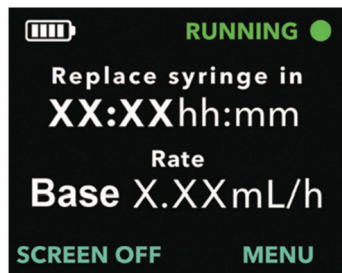 RUNNING
Replace syringe in
XX:XXhh:mm
Rate
Base X.XXmL/h
SCREEN OFF MENU